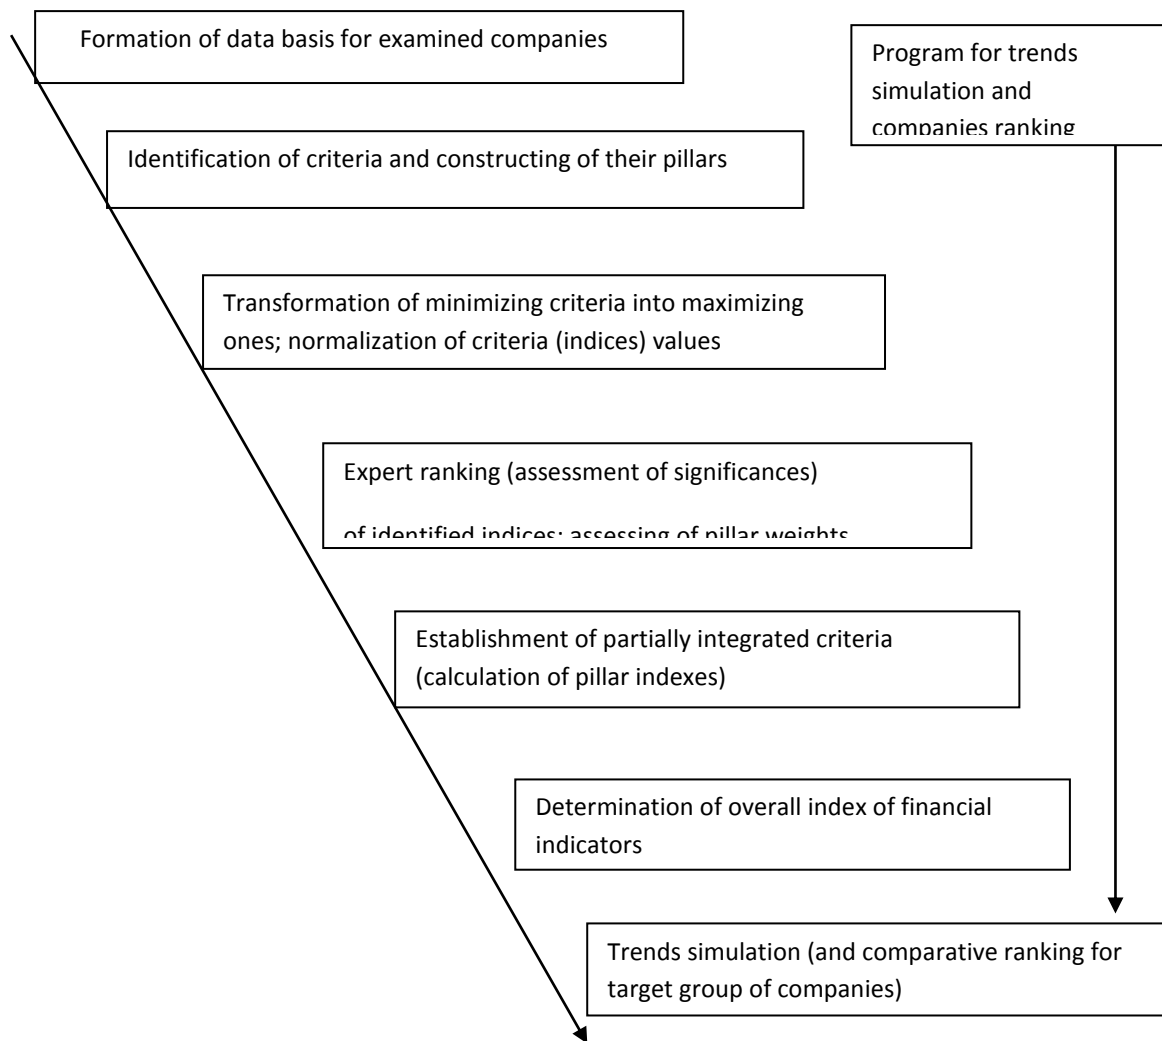 Formation of data basis for examined companies
Program for trends
simulation and
companies ranking
Identification of criteria and constructing of their pillars
Transformation of minimizing criteria into maximizing
ones; normalization of criteria (indices) values
Expert ranking (assessment of significances)
of identified indices; assessing of pillar weights
Establishment of partially integrated criteria
(calculation of pillar indexes)
Determination of overall index of financial
indicators
Trends simulation (and comparative ranking for
target group of companies)